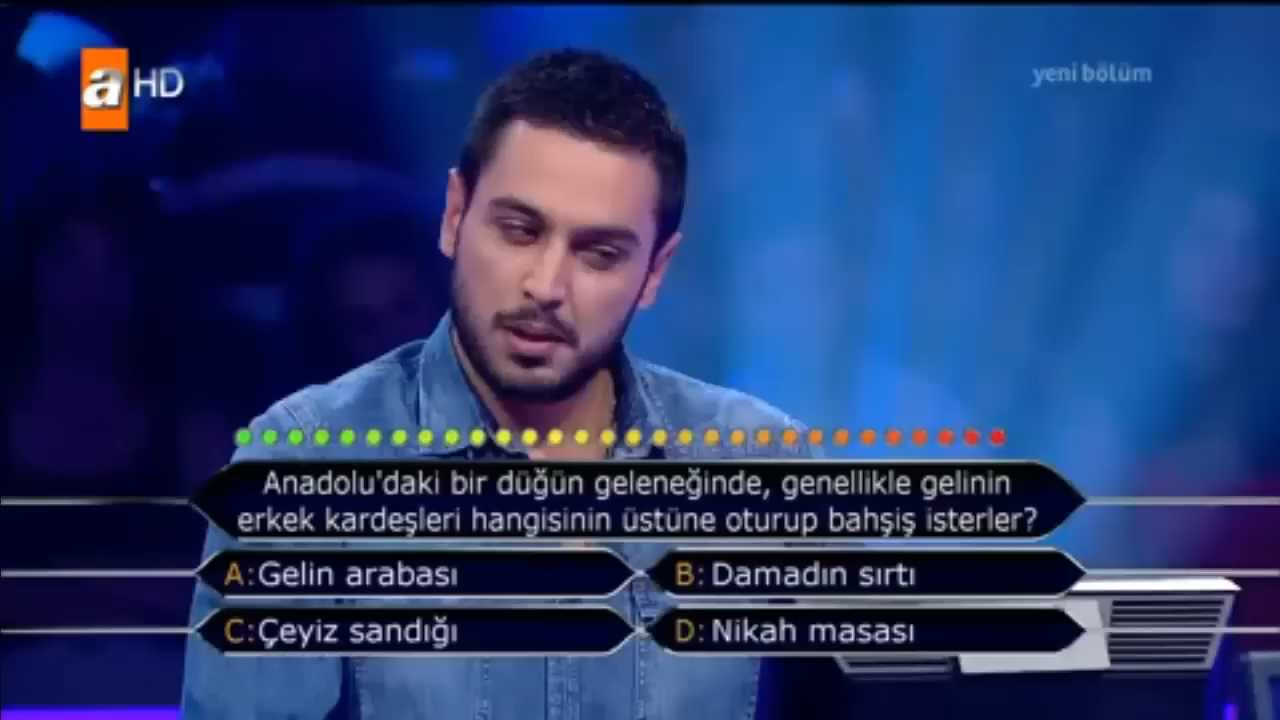 a HD
yeni bölüm
Anadolu'daki bir düğün geleneğinde, genellikle gelinin
erkek kardeşleri hangisinin üstüne oturup bahşiş isterler?
A: Gelin arabası
B: Damadın sırtı
C: Çeyiz sandığı
D: Nikah masası